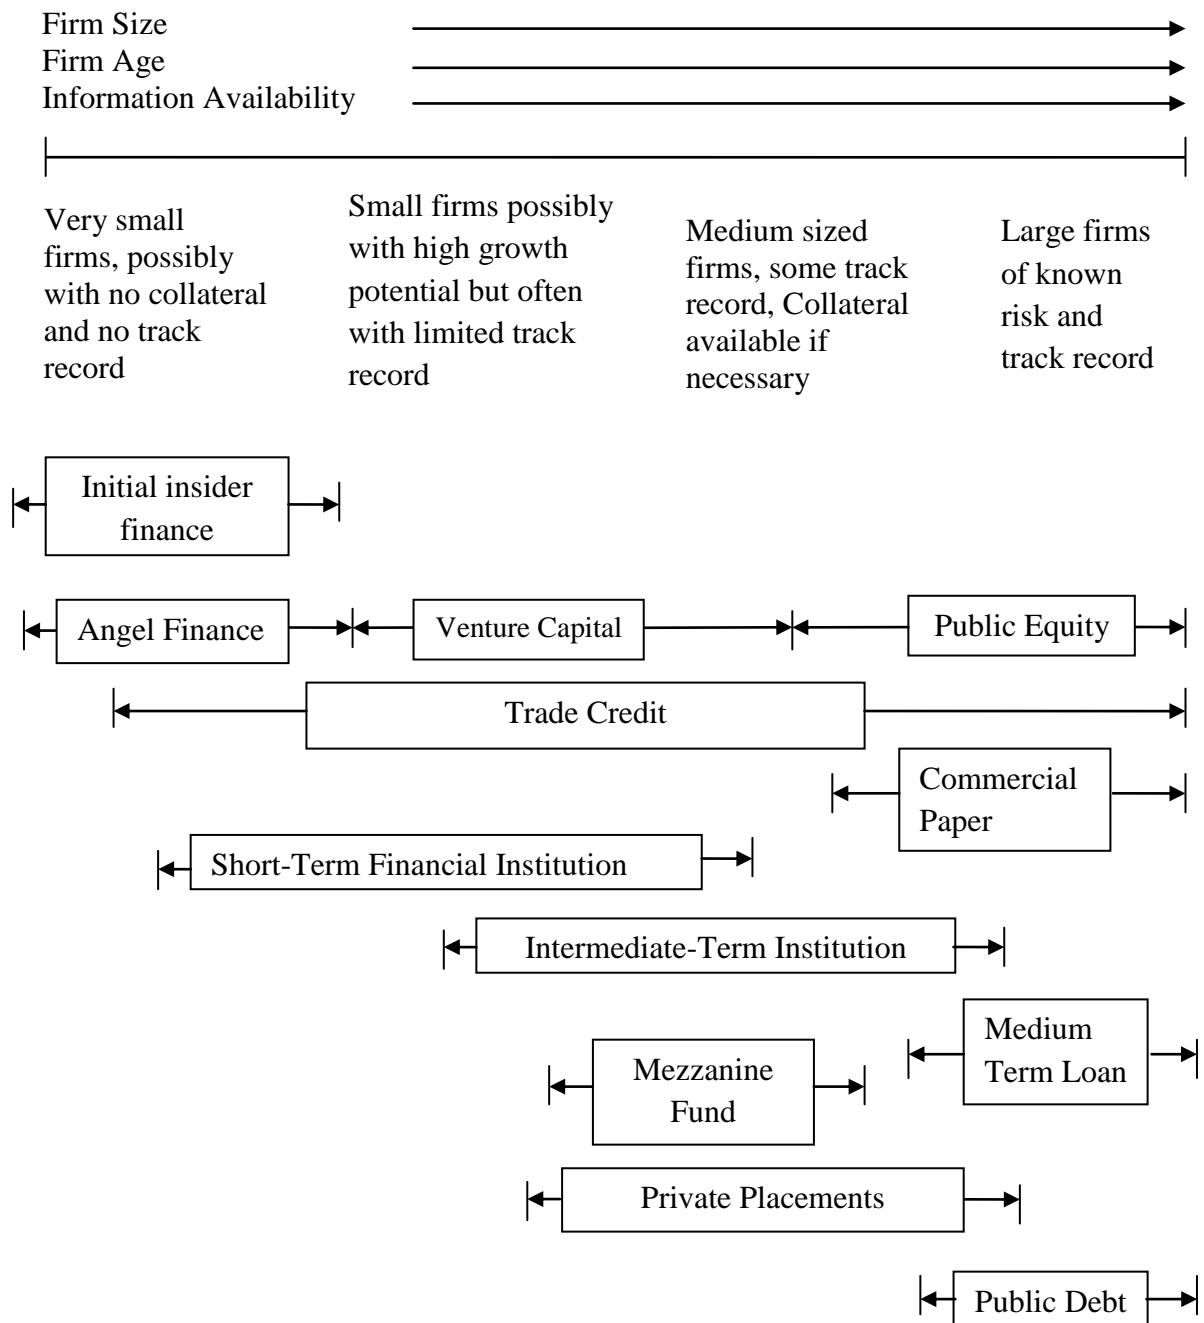 Firm Size
Firm Age
Information Availability
Very small
firms, possibly
with no collateral
and no track
record
Small firms possibly
with high growth
potential but often
with limited track
record
Medium sized
firms, some track
record, Collateral
available if
necessary
Large firms
of known
risk and
track record
Initial insider
finance
Angel Finance
Venture Capital
Public Equity
Trade Credit
Commercial
Paper
Short-Term Financial Institution
Intermediate-Term Institution
Medium
Term Loan
Mezzanine
Fund
Private Placements
Public Debt